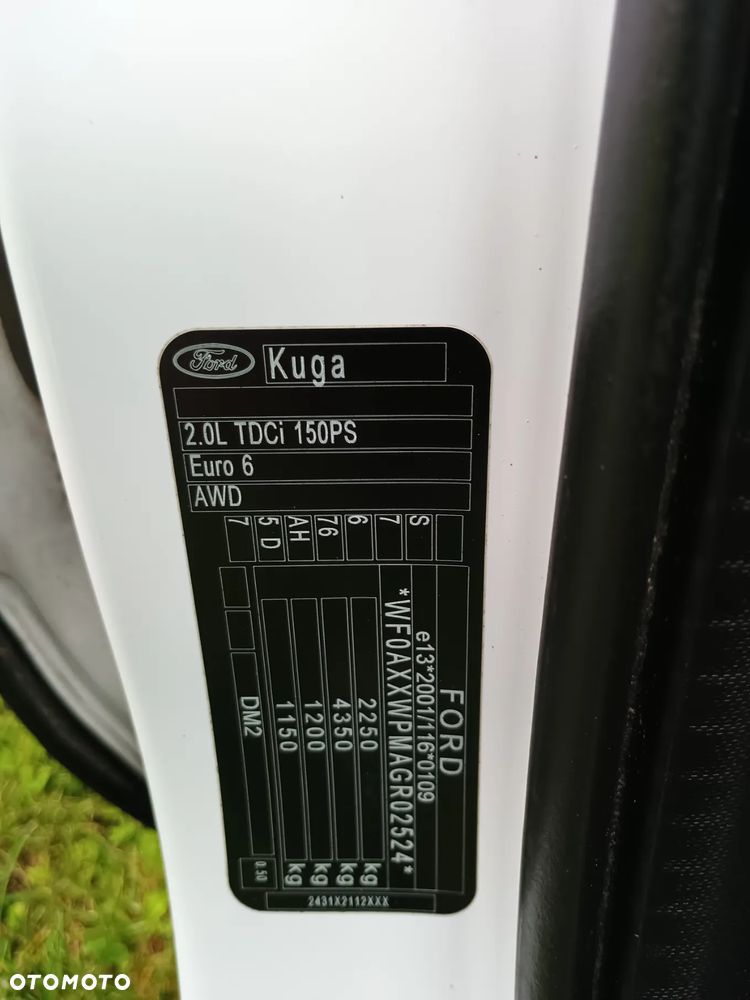 Ford
Kuga
2.0L TDCi 150PS
Euro 6
AWD
7 5 D AH 76 6 7 S
FORD
e13*2001/116*0109
*WF0AXXWPMAGR02524*
2250 kg
4350 kg
1200 kg
1150 kg
DM2
0.50
2431X2112XXX
OTOMOTO